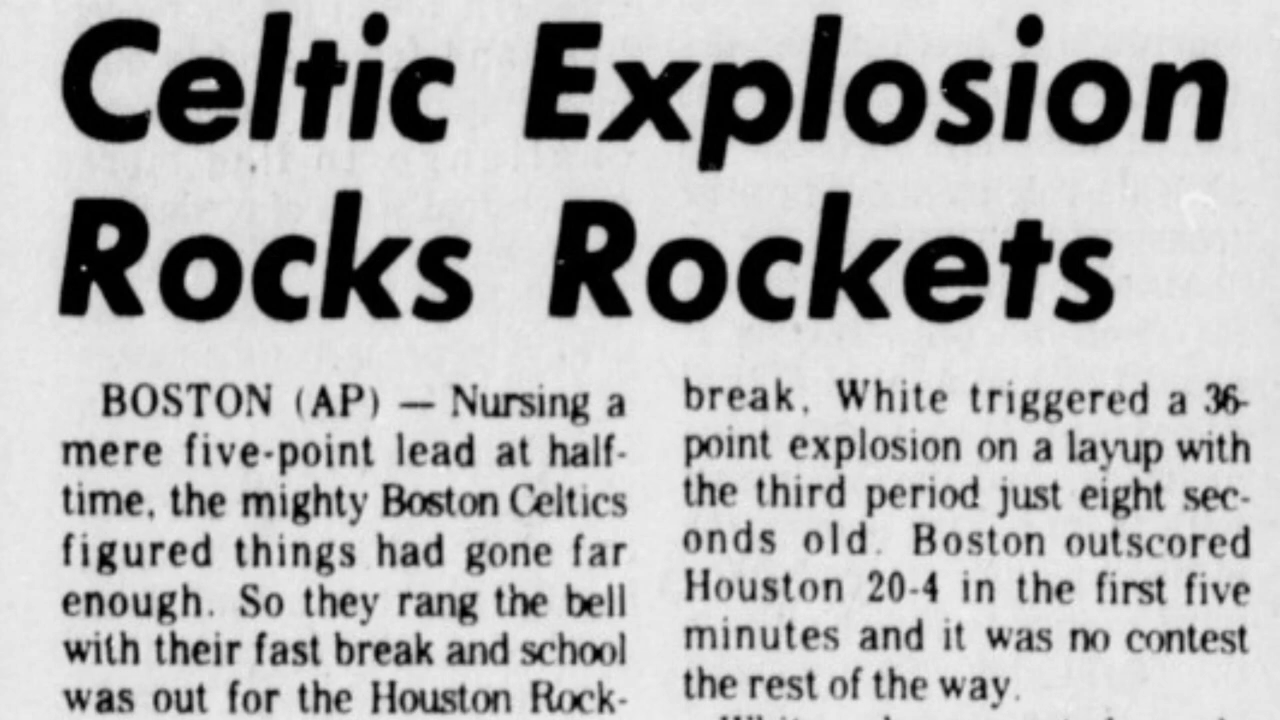 Celtic Explosion
Rocks Rockets
BOSTON (AP) — Nursing a
mere five-point lead at half-
time, the mighty Boston Celtics
figured things had gone far
enough. So they rang the bell
with their fast break and school
was out for the Houston Rock-
break. White triggered a 36-
point explosion on a layup with
the third period just eight sec-
onds old. Boston outscored
Houston 20-4 in the first five
minutes and it was no contest
the rest of the way.